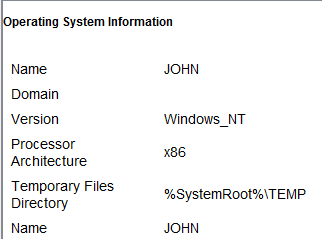 Operating System Information
Name JOHN
Domain
Version Windows_NT
Processor
Architecture x86
Temporary Files
Directory %SystemRoot%\TEMP
Name JOHN